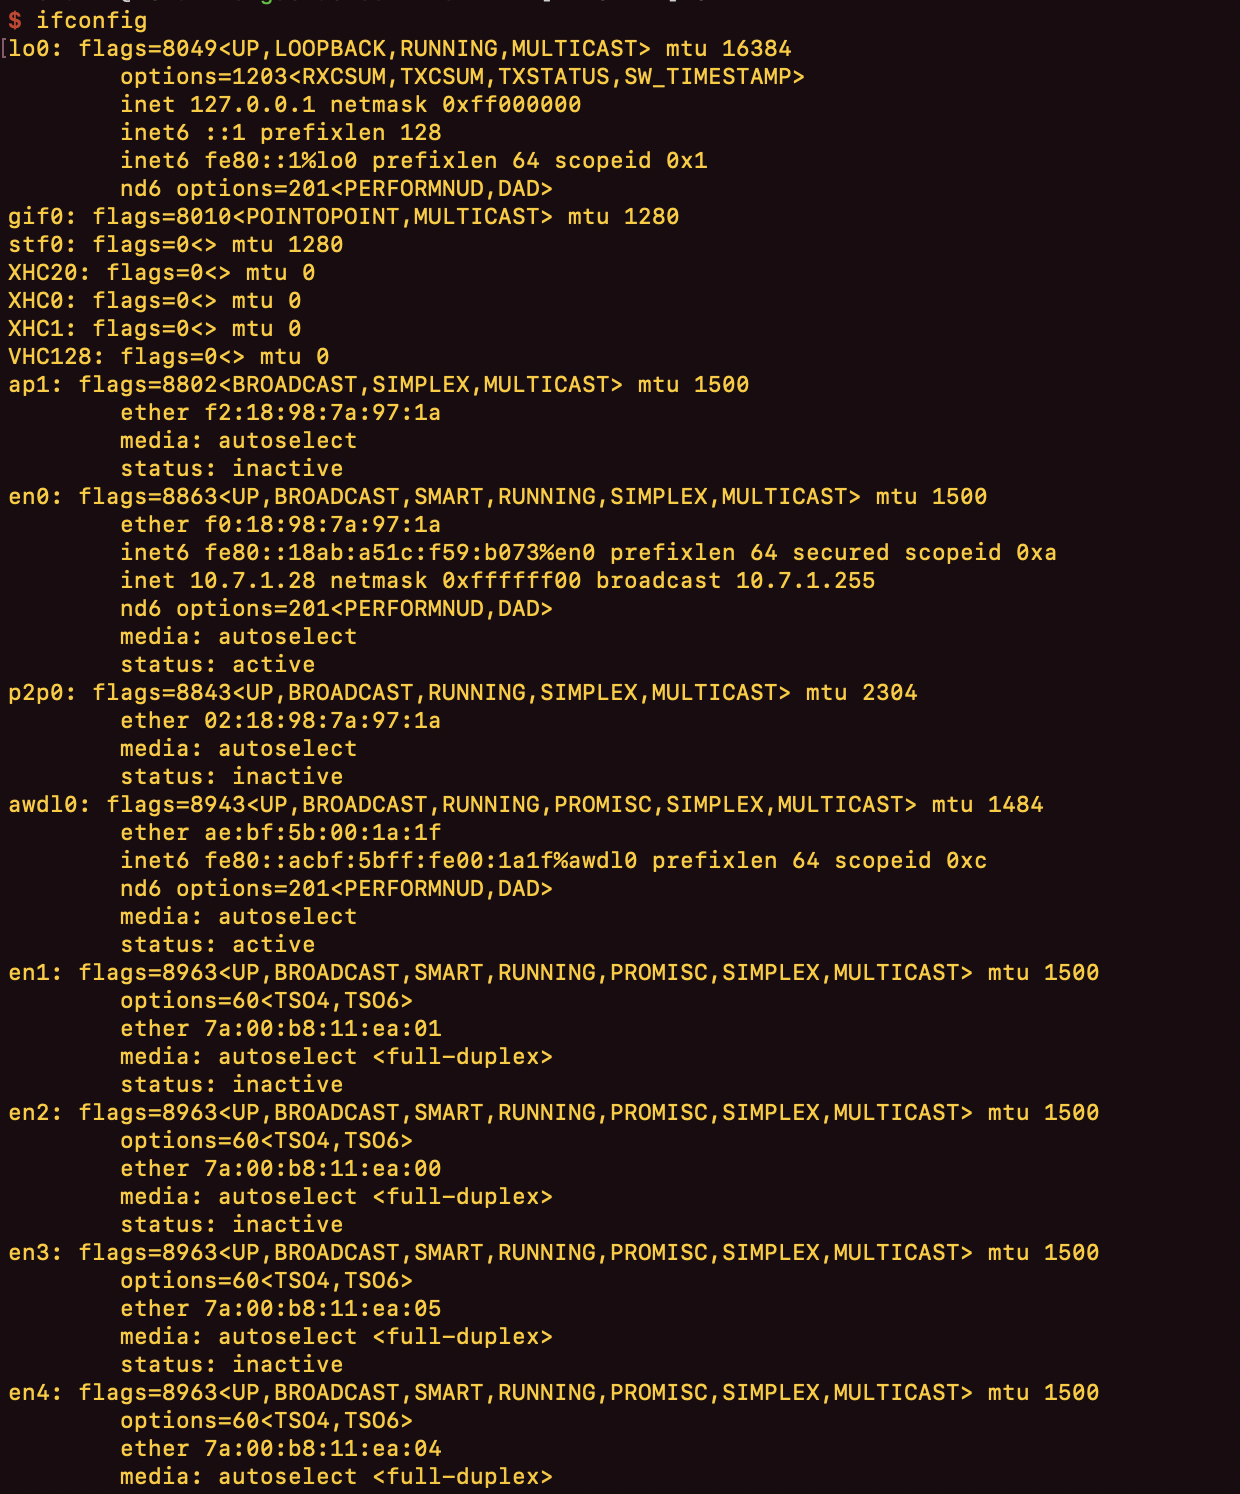 $ ifconfig
lo0: flags=8049<UP,LOOPBACK,RUNNING,MULTICAST> mtu 16384
options=1203<RXCSUM,TXCSUM,TXSTATUS,SW_TIMESTAMP>
inet 127.0.0.1 netmask 0xff000000
inet6 ::1 prefixlen 128
inet6 fe80::1%lo0 prefixlen 64 scopeid 0x1
nd6 options=201<PERFORMNUD,DAD>
gif0: flags=8010<POINTOPOINT,MULTICAST> mtu 1280
stf0: flags=0<> mtu 1280
XHC20: flags=0<> mtu 0
XHC0: flags=0<> mtu 0
XHC1: flags=0<> mtu 0
VHC128: flags=0<> mtu 0
ap1: flags=8802<BROADCAST,SIMPLEX,MULTICAST> mtu 1500
ether f2:18:98:7a:97:1a
media: autoselect
status: inactive
en0: flags=8863<UP,BROADCAST,SMART,RUNNING,SIMPLEX,MULTICAST> mtu 1500
ether f0:18:98:7a:97:1a
inet6 fe80::18ab:a51c:f59:b073%en0 prefixlen 64 secured scopeid 0xa
inet 10.7.1.28 netmask 0xffffff00 broadcast 10.7.1.255
nd6 options=201<PERFORMNUD,DAD>
media: autoselect
status: active
p2p0: flags=8843<UP,BROADCAST,RUNNING,SIMPLEX,MULTICAST> mtu 2304
ether 02:18:98:7a:97:1a
media: autoselect
status: inactive
awdl0: flags=8943<UP,BROADCAST,RUNNING,PROMISC,SIMPLEX,MULTICAST> mtu 1484
ether ae:bf:5b:00:1a:1f
inet6 fe80::acbf:5bff:fe00:1a1f%awdl0 prefixlen 64 scopeid 0xc
nd6 options=201<PERFORMNUD,DAD>
media: autoselect
status: active
en1: flags=8963<UP,BROADCAST,SMART,RUNNING,PROMISC,SIMPLEX,MULTICAST> mtu 1500
options=60<TSO4,TSO6>
ether 7a:00:b8:11:ea:01
media: autoselect <full-duplex>
status: inactive
en2: flags=8963<UP,BROADCAST,SMART,RUNNING,PROMISC,SIMPLEX,MULTICAST> mtu 1500
options=60<TSO4,TSO6>
ether 7a:00:b8:11:ea:00
media: autoselect <full-duplex>
status: inactive
en3: flags=8963<UP,BROADCAST,SMART,RUNNING,PROMISC,SIMPLEX,MULTICAST> mtu 1500
options=60<TSO4,TSO6>
ether 7a:00:b8:11:ea:05
media: autoselect <full-duplex>
status: inactive
en4: flags=8963<UP,BROADCAST,SMART,RUNNING,PROMISC,SIMPLEX,MULTICAST> mtu 1500
options=60<TSO4,TSO6>
ether 7a:00:b8:11:ea:04
media: autoselect <full-duplex>